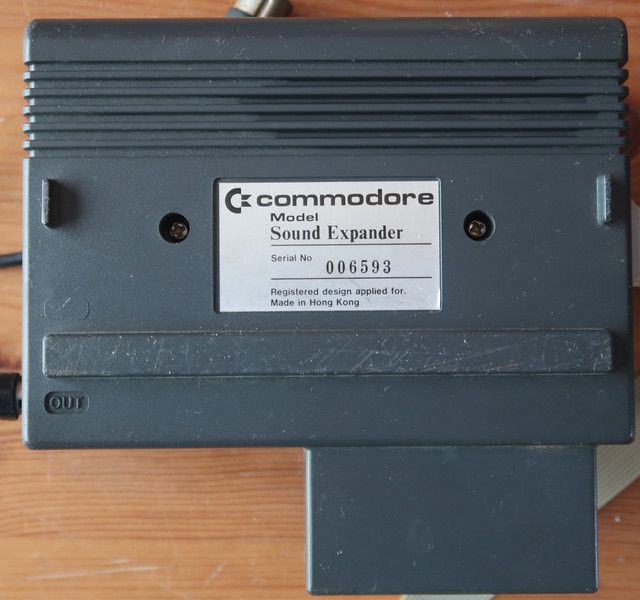 commodore
Model
Sound Expander
Serial No
006593
Registered design applied for.
Made in Hong Kong
OUT